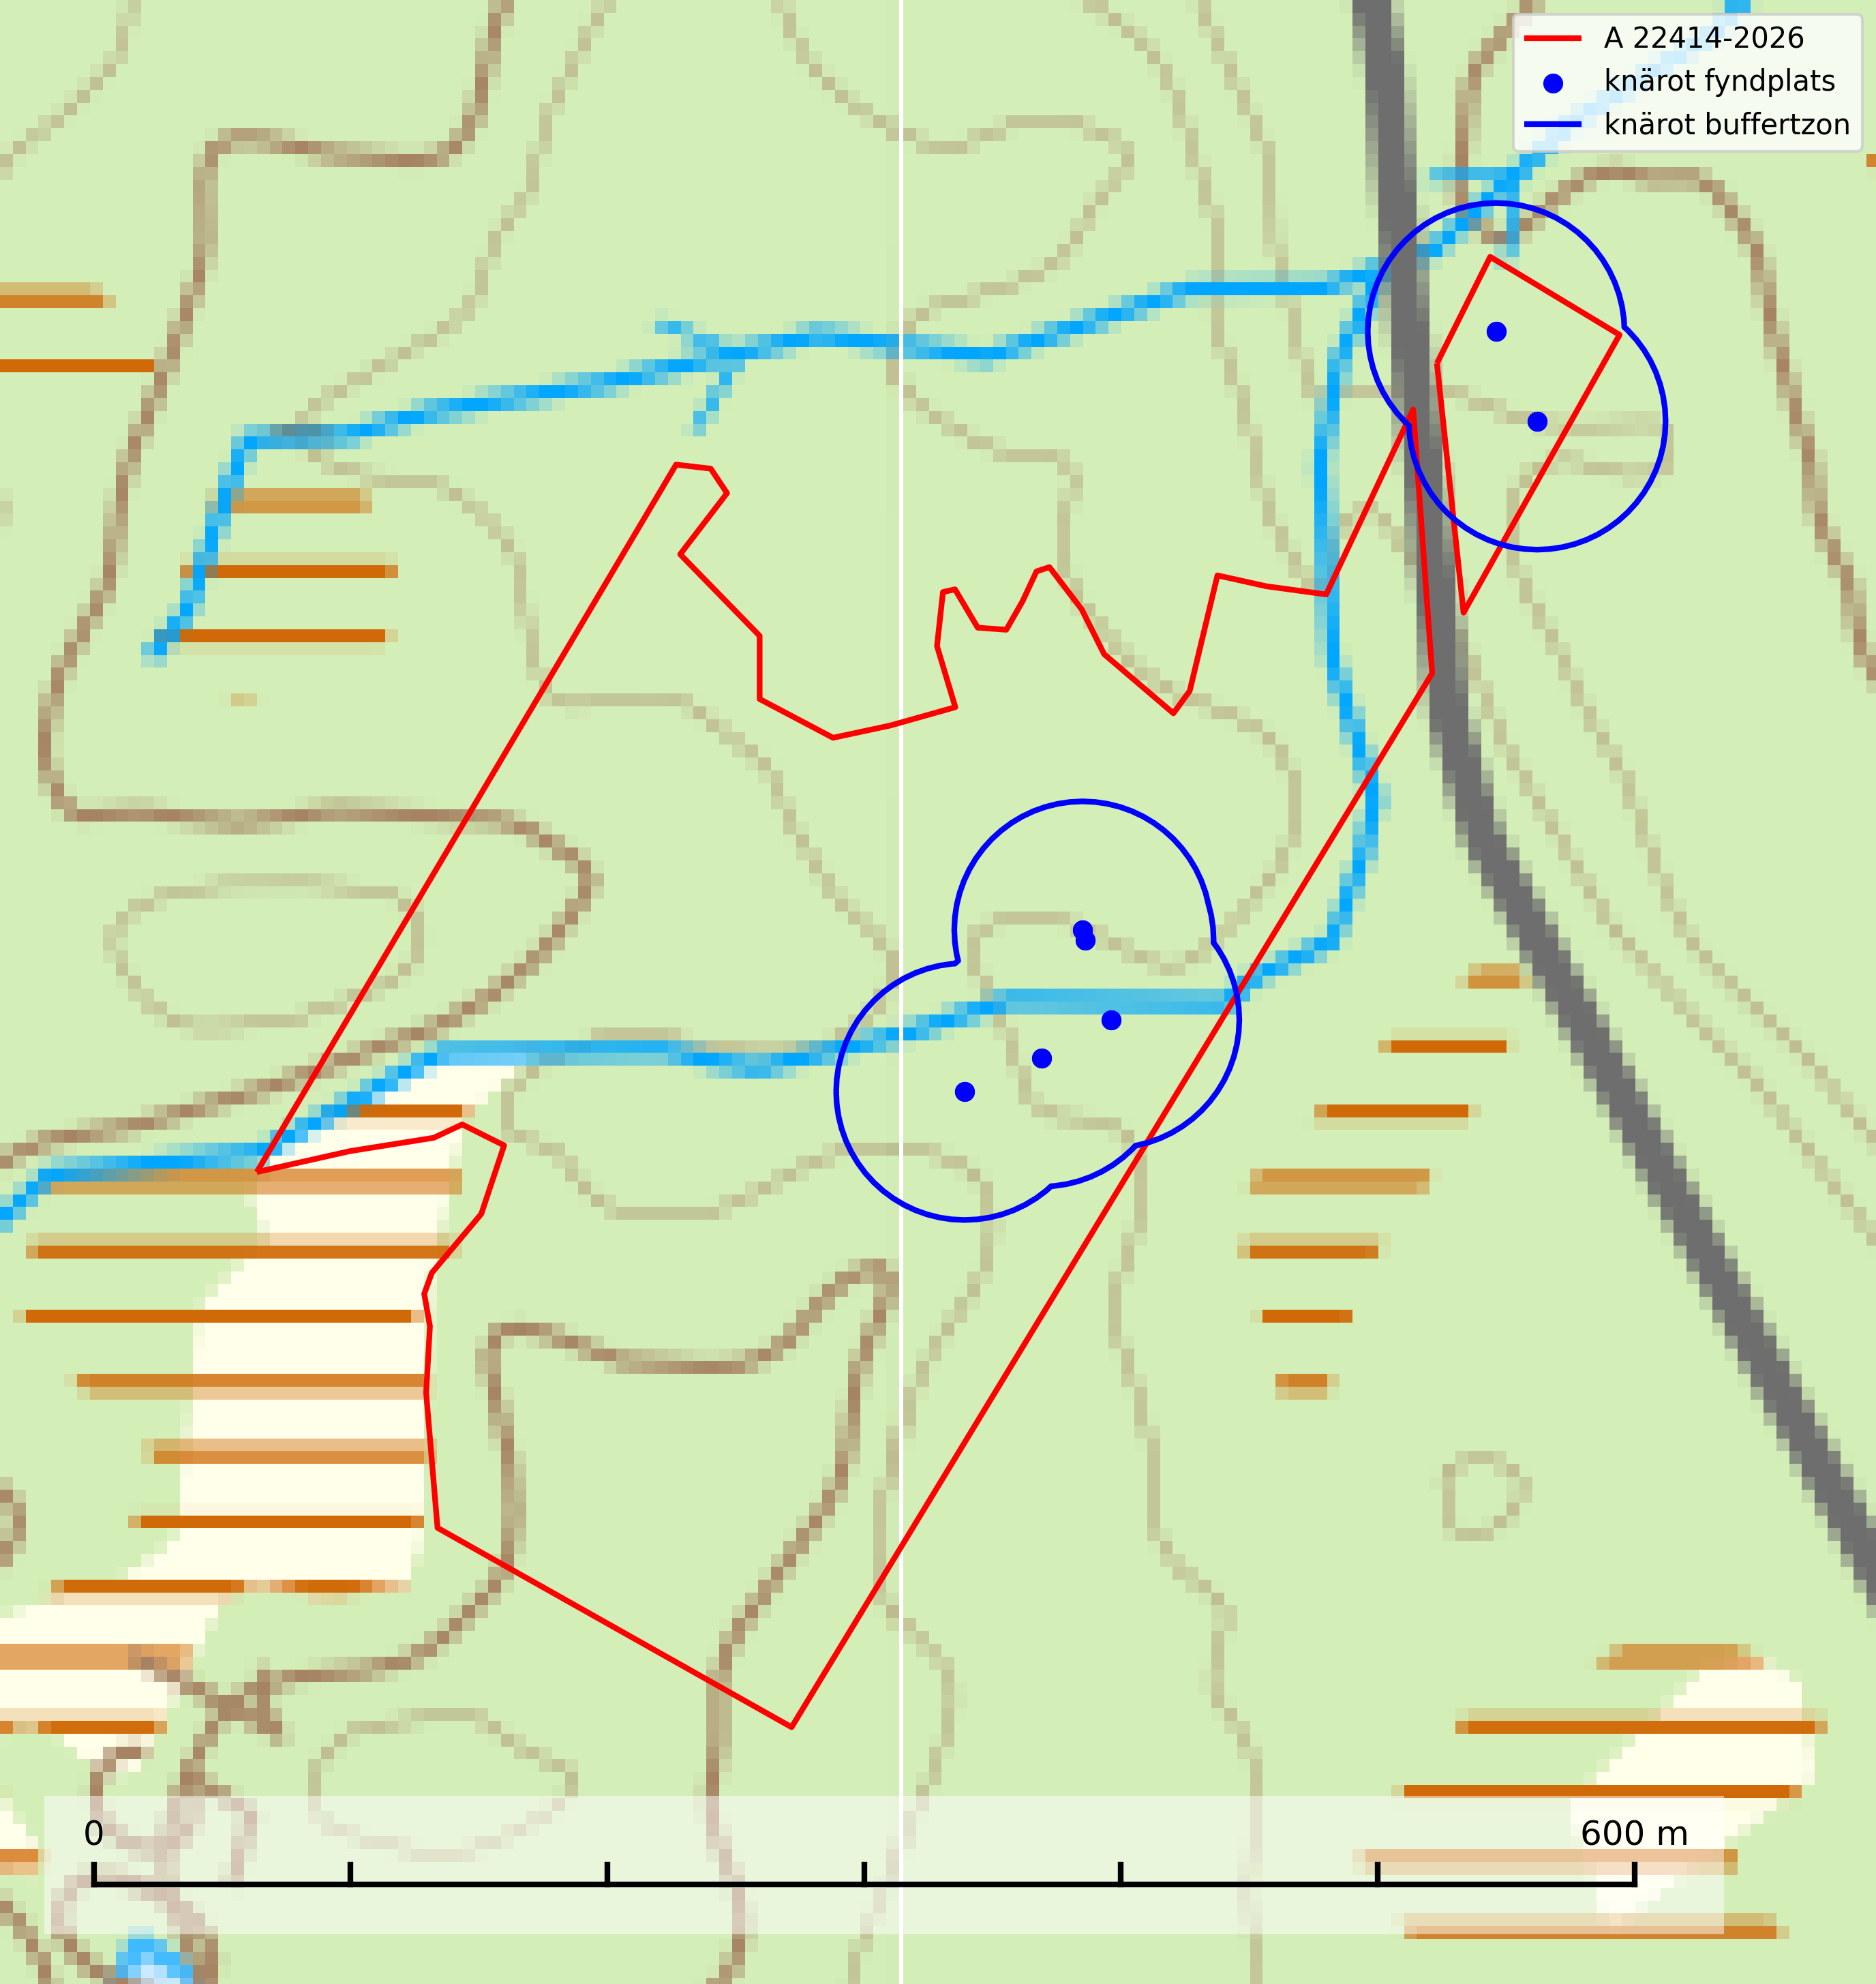 A 22414-2026
knärot fyndplats
knärot buffertzon
0
600 m